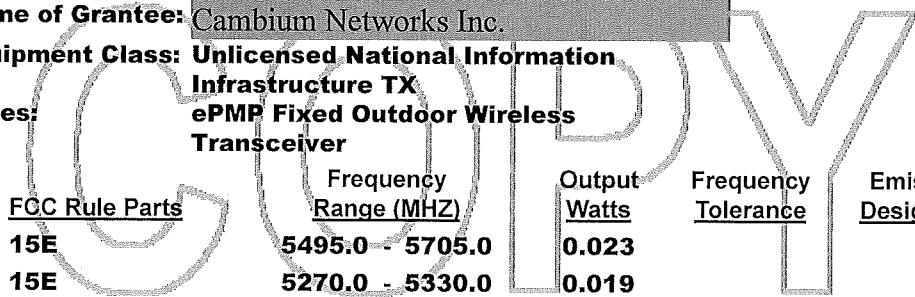 me of Grantee: Cambium Networks Inc.
uipment Class: Unlicensed National Information
Infrastructure TX
es: ePMP Fixed Outdoor Wireless
Transceiver
Frequency Output Frequency Emis
FCC Rule Parts Range (MHZ) Watts Tolerance Desig
15E 5495.0 - 5705.0 0.023
15E 5270.0 - 5330.0 0.019
COPY